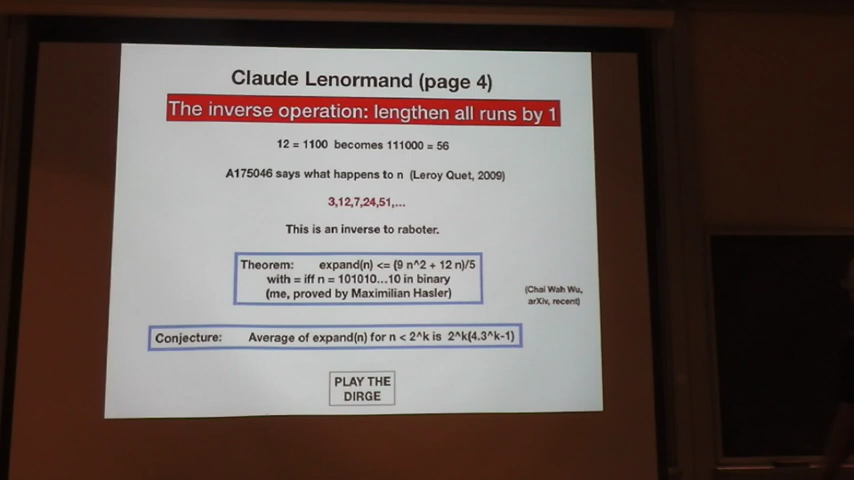 Claude Lenormand (page 4)
The inverse operation: lengthen all runs by 1
12 = 1100 becomes 111000 = 56
A175046 says what happens to n (Leroy Quet, 2009)
3,12,7,24,51,...
This is an inverse to raboter.
Theorem: expand(n) <= (9 n^2 + 12 n)/5
with = iff n = 101010...10 in binary
(me, proved by Maximilian Hasler)
(Chai Wah Wu,
arXiv, recent)
Conjecture: Average of expand(n) for n < 2^k is 2^k(4.3^k-1)
PLAY THE
DIRGE